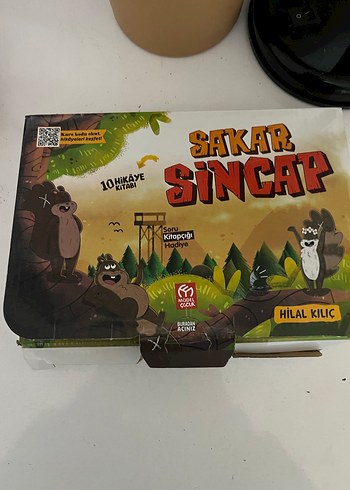 Kare kodu okut,
hikâyeleri keşfet!
SAKAR
SİNCAP
10 HİKÂYE
KİTABI
Soru
Kitapçığı
Hediye
MODEL
ÇOCUK
BURADAN
AÇINIZ
HİLAL KILIÇ